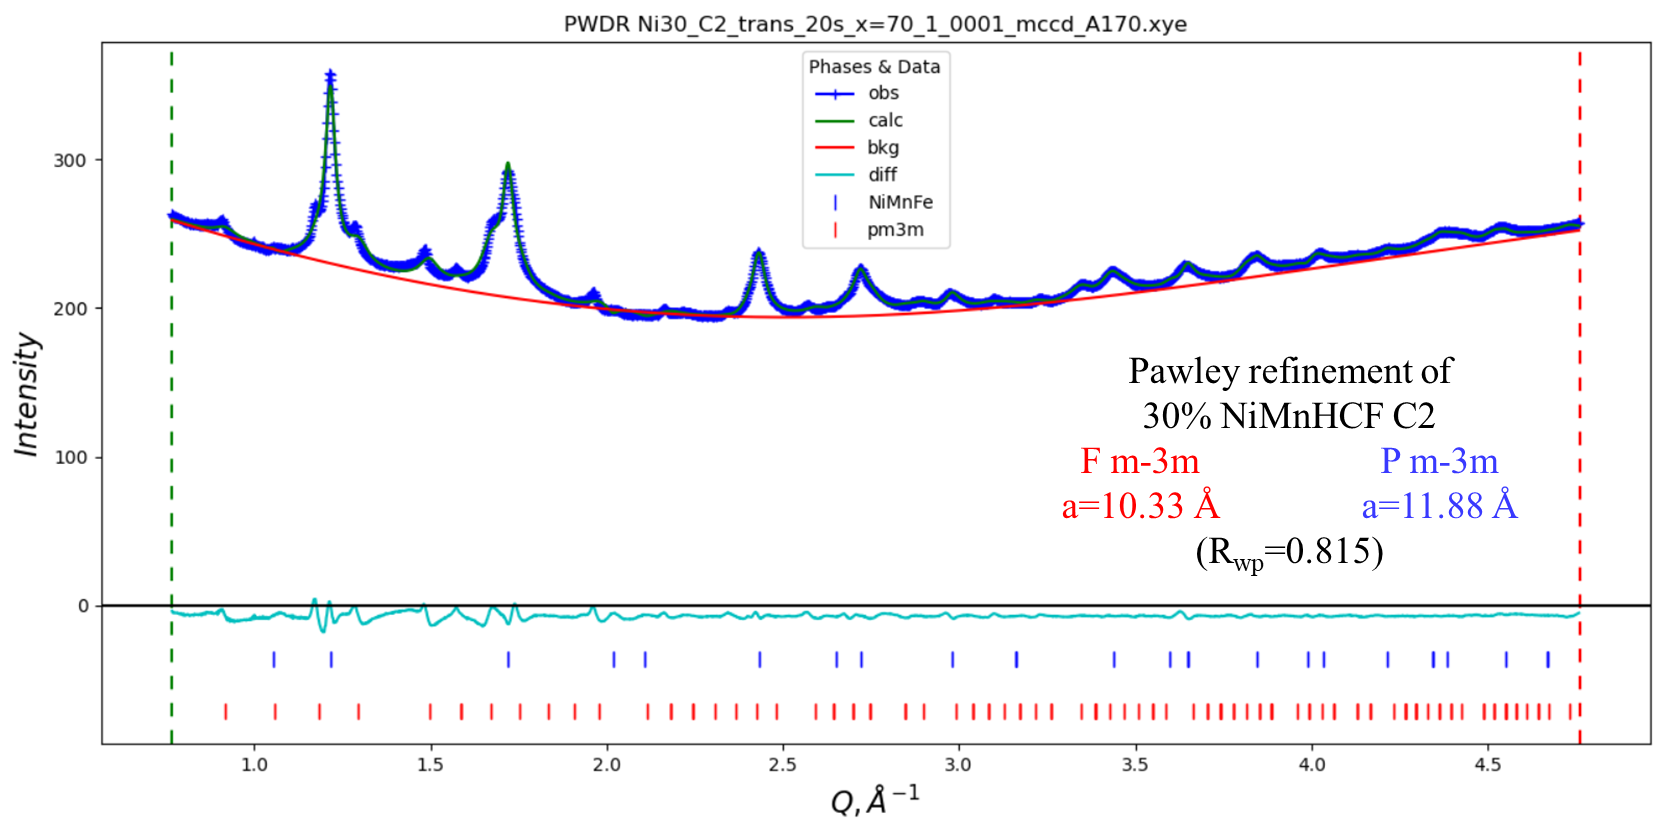 PWDR Ni30_C2_trans_20s_x=70_1_0001_mccd_A170.xye
Phases & Data
obs
calc
bkg
diff
NiMnFe
pm3m
300
200
100
0
Intensity
Pawley refinement of
30% NiMnHCF C2
F m-3m P m-3m
a=10.33 Å a=11.88 Å
(Rwp=0.815)
1.0 1.5 2.0 2.5 3.0 3.5 4.0 4.5
Q, Å⁻¹